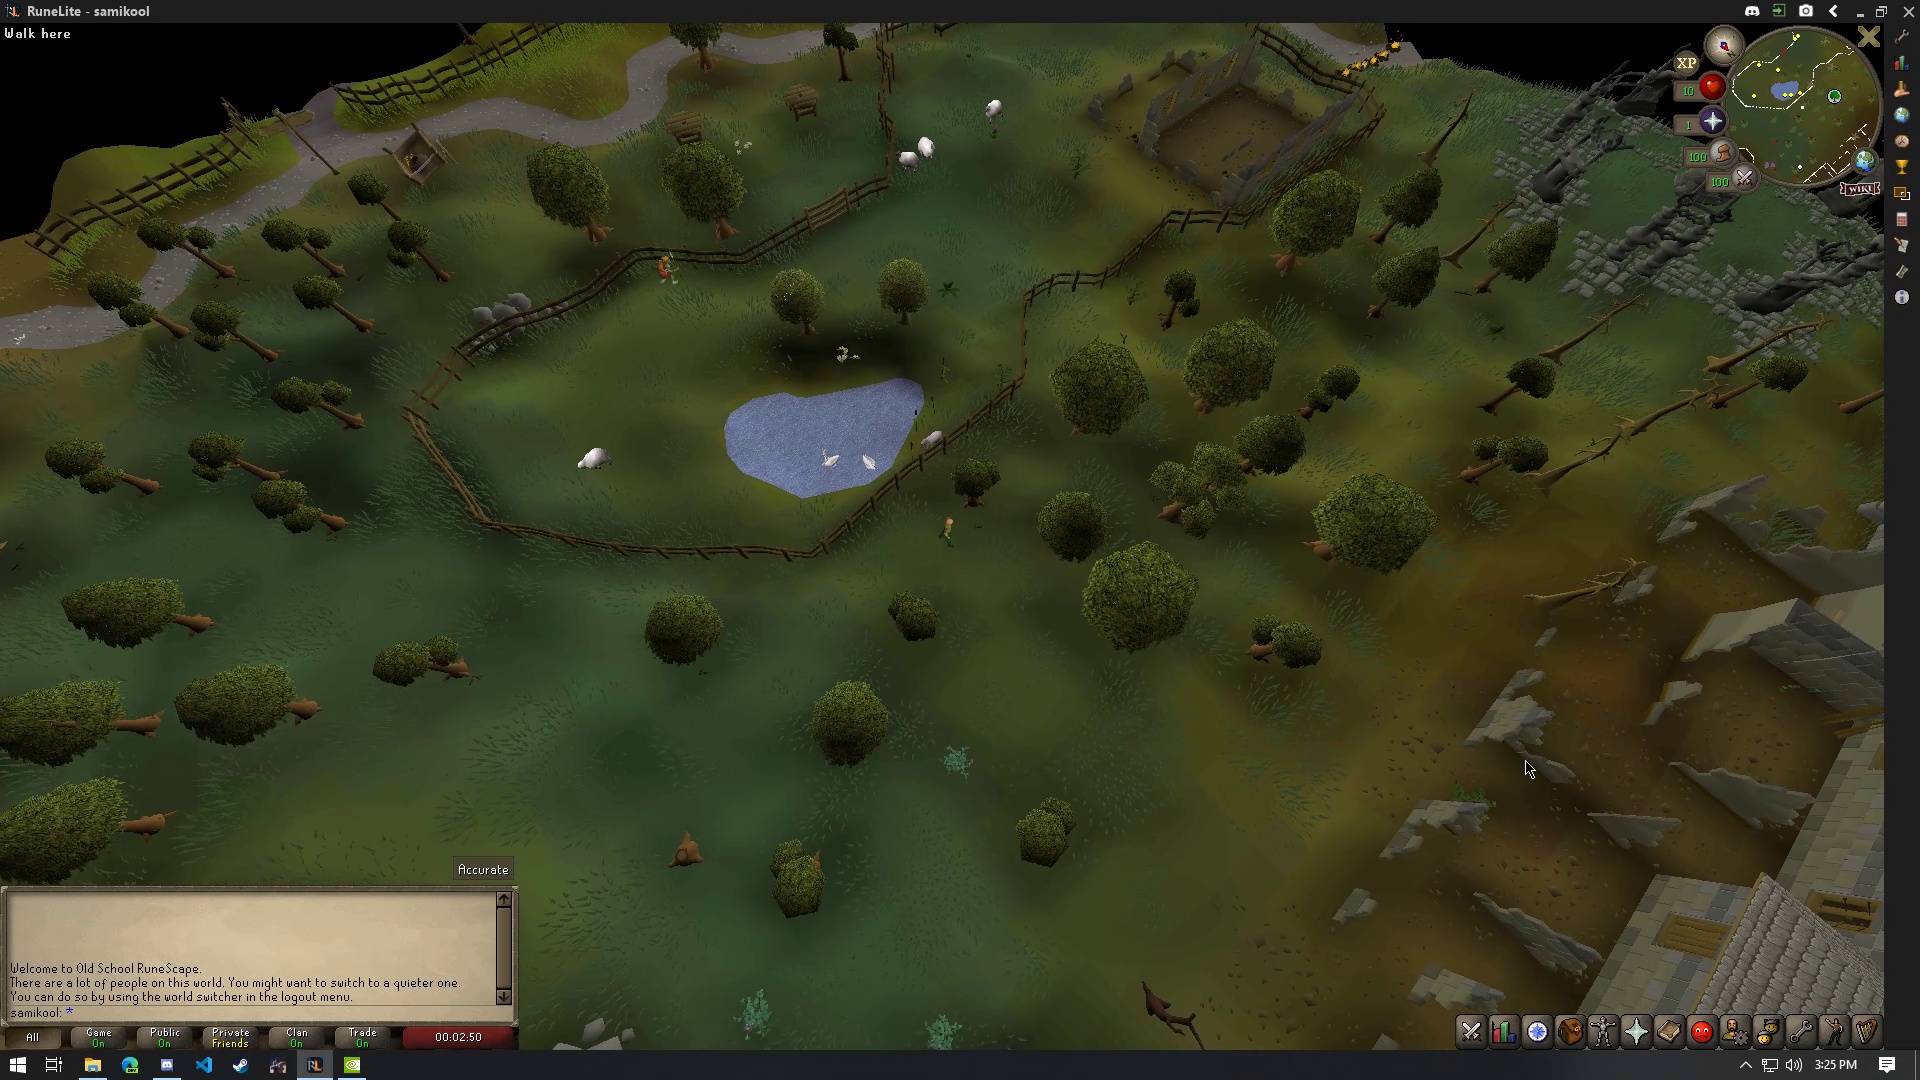 RuneLite - samikool
Walk here
XP
10
1
100
100
WIKI
Accurate
Welcome to Old School RuneScape.
There are a lot of people on this world. You might want to switch to a quieter one.
You can do so by using the world switcher in the logout menu.
samikool: *
All
Game
On
Public
On
Private
Friends
Clan
On
Trade
On
00:02:50
3:25 PM